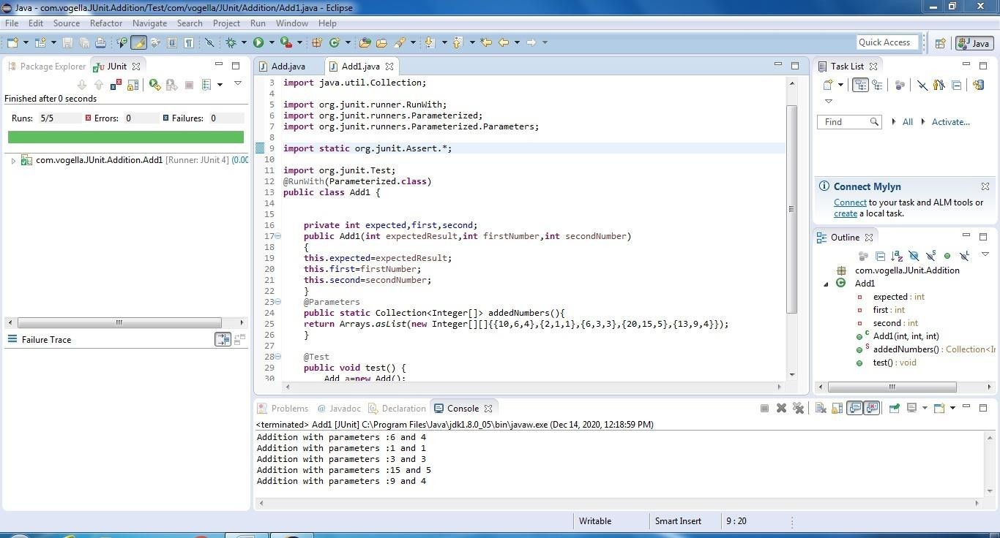 Java - com.vogella.JUnit.Addition/Test/com/vogella/JUnit/Addition/Add1.java - Eclipse
File Edit Source Refactor Navigate Search Project Run Window Help
Quick Access
Java
Package Explorer JUnit
Finished after 0 seconds
Runs: 5/5 Errors: 0 Failures: 0
com.vogella.JUnit.Addition.Add1 [Runner: JUnit 4] (0.00
Failure Trace
Add.java Add1.java
3 import java.util.Collection;
4
5 import org.junit.runner.RunWith;
6 import org.junit.runners.Parameterized;
7 import org.junit.runners.Parameterized.Parameters;
8
9 import static org.junit.Assert.*;
10
11 import org.junit.Test;
12 @RunWith(Parameterized.class)
13 public class Add1 {
14
15
16 private int expected,first,second;
17 public Add1(int expectedResult,int firstNumber,int secondNumber)
18 {
19 this.expected=expectedResult;
20 this.first=firstNumber;
21 this.second=secondNumber;
22 }
23 @Parameters
24 public static Collection<Integer[]> addedNumbers(){
25 return Arrays.asList(new Integer[][]{{10,6,4},{2,1,1},{6,3,3},{20,15,5},{13,9,4}});
26 }
27
28 @Test
29 public void test() {
30 Add a=new Add();
Task List
Find All Activate...
Connect Mylyn
Connect to your task and ALM tools or
create a local task.
Outline
com.vogella.JUnit.Addition
Add1
expected : int
first : int
second : int
Add1(int, int, int)
addedNumbers() : Collection<In
test() : void
Problems @ Javadoc Declaration Console
<terminated> Add1 [JUnit] C:\Program Files\Java\jdk1.8.0_05\bin\javaw.exe (Dec 14, 2020, 12:18:59 PM)
Addition with parameters :6 and 4
Addition with parameters :1 and 1
Addition with parameters :3 and 3
Addition with parameters :15 and 5
Addition with parameters :9 and 4
Writable Smart Insert 9 : 20